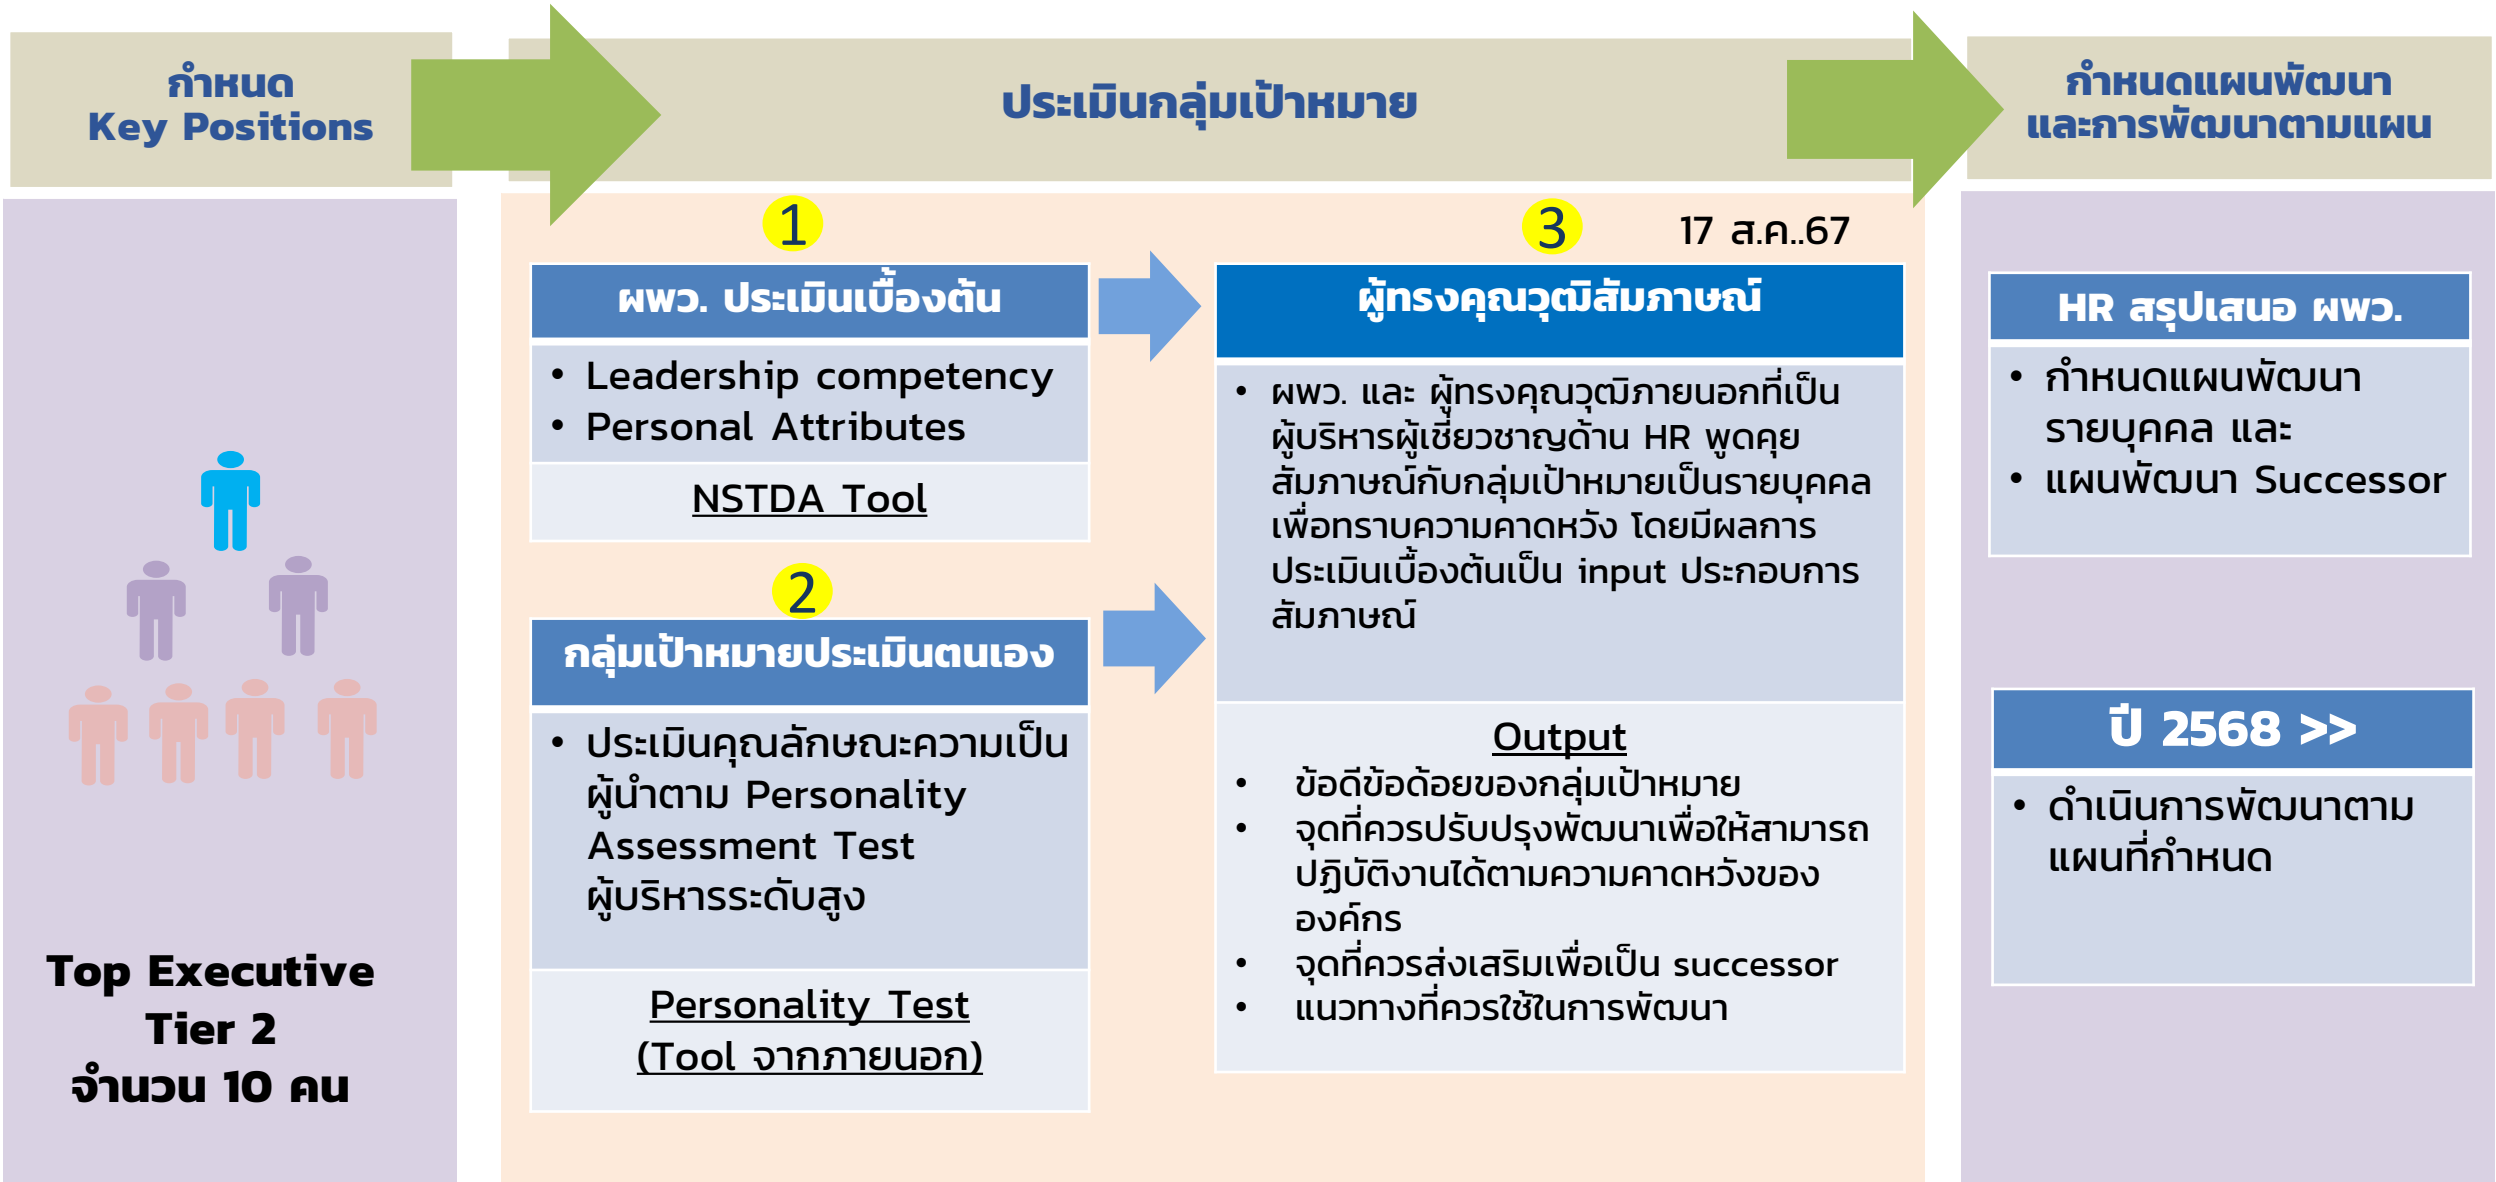 กำหนด
Key Positions
ประเมินกลุ่มเป้าหมาย
กำหนดแผนพัฒนา
และการพัฒนาตามแผน
Top Executive
Tier 2
จำนวน 10 คน
1
ผพว. ประเมินเบื้องต้น
• Leadership competency
• Personal Attributes
NSTDA Tool
2
กลุ่มเป้าหมายประเมินตนเอง
• ประเมินคุณลักษณะความเป็น
ผู้นำตาม Personality
Assessment Test
ผู้บริหารระดับสูง
Personality Test
(Tool จากภายนอก)
3
17 ส.ค..67
ผู้ทรงคุณวุฒิสัมภาษณ์
• ผพว. และ ผู้ทรงคุณวุฒิภายนอกที่เป็น
ผู้บริหารผู้เชี่ยวชาญด้าน HR พูดคุย
สัมภาษณ์กับกลุ่มเป้าหมายเป็นรายบุคคล
เพื่อทราบความคาดหวัง โดยมีผลการ
ประเมินเบื้องต้นเป็น input ประกอบการ
สัมภาษณ์
Output
• ข้อดีข้อด้อยของกลุ่มเป้าหมาย
• จุดที่ควรปรับปรุงพัฒนาเพื่อให้สามารถ
ปฏิบัติงานได้ตามความคาดหวังของ
องค์กร
• จุดที่ควรส่งเสริมเพื่อเป็น successor
• แนวทางที่ควรใช้ในการพัฒนา
HR สรุปเสนอ ผพว.
• กำหนดแผนพัฒนา
รายบุคคล และ
• แผนพัฒนา Successor
ปี 2568 >>
• ดำเนินการพัฒนาตาม
แผนที่กำหนด